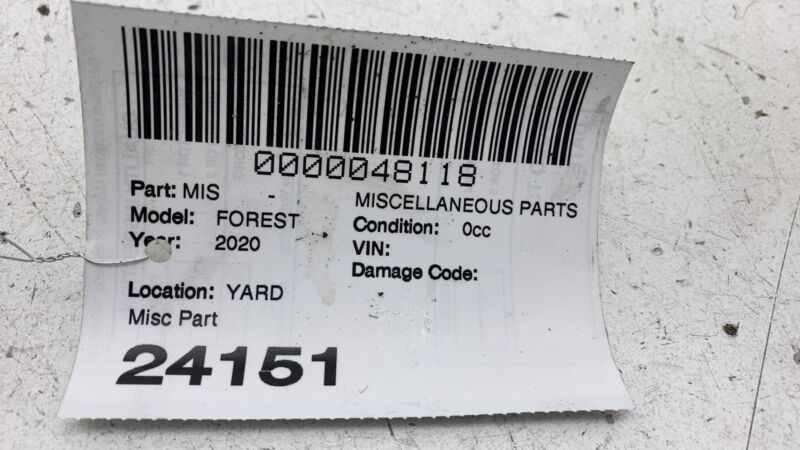 0000048118
Part: MIS - MISCELLANEOUS PARTS
Model: FOREST Condition: 0cc
Year: 2020 VIN:
Damage Code:
Location: YARD
Misc Part
24151